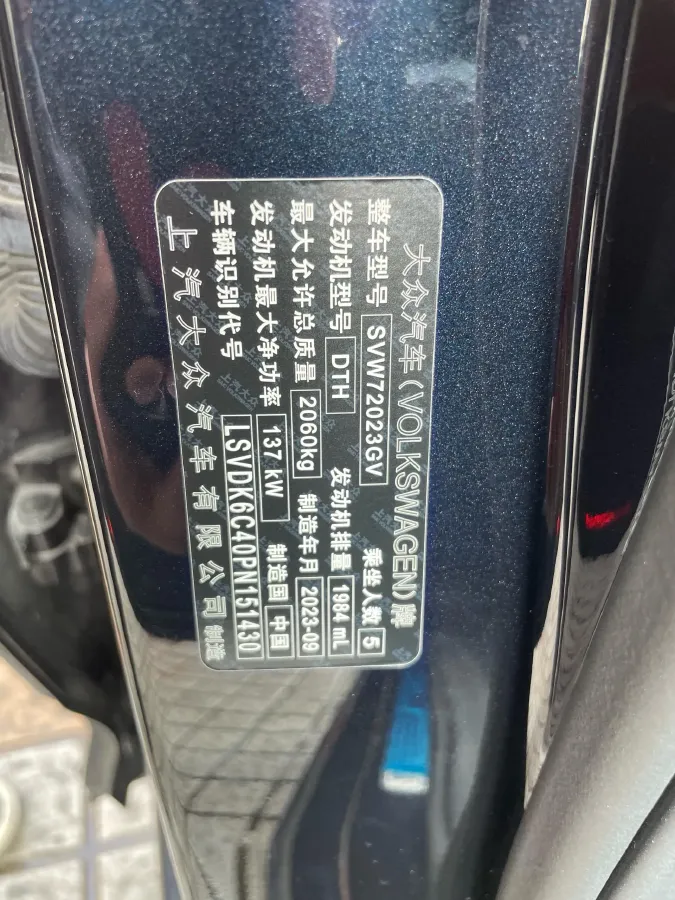 大众汽车(VOLKSWAGEN)牌
整车型号 SVW72023GV 乘坐人数 5
发动机型号 DTH 发动机排量 1984 mL
最大允许总质量 2060kg 制造年月 2023-09
发动机最大净功率 137 kW 制造国 中国
车辆识别代号 LSVDK6C40PN151430
上汽大众汽车有限公司 制造